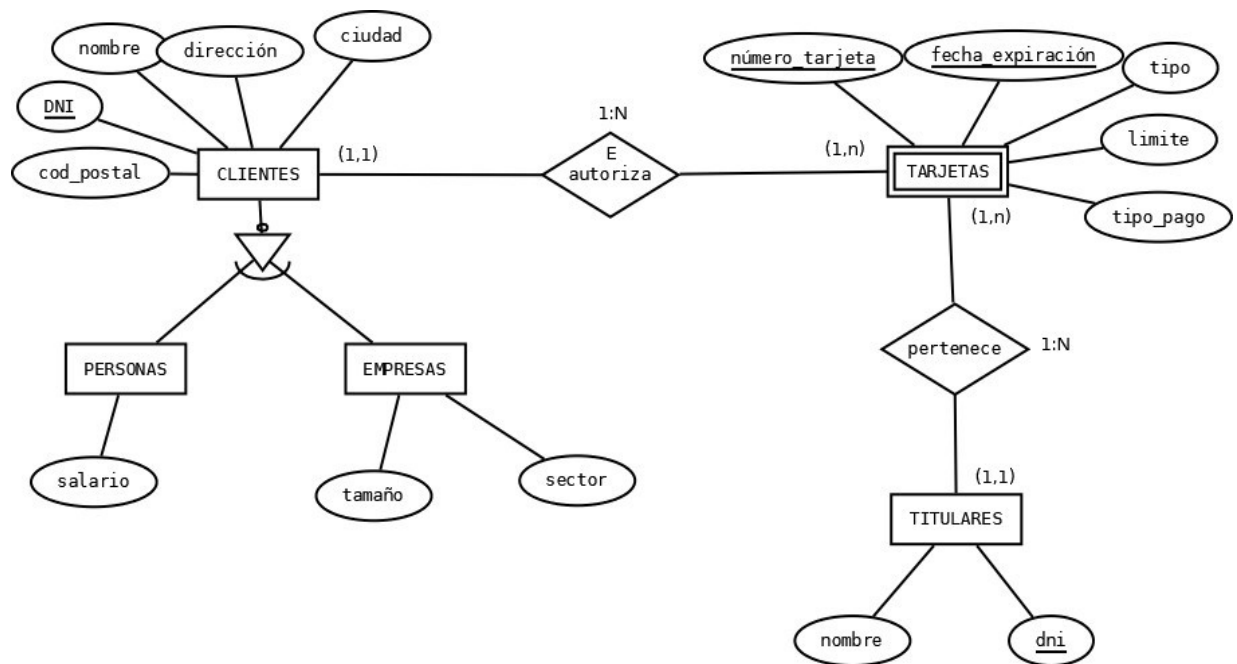 nombre
dirección
ciudad
DNI
cod_postal
CLIENTES
(1,1)
1:N
E
autoriza
(1,n)
número_tarjeta
fecha_expiración
tipo
limite
TARJETAS
tipo_pago
(1,n)
PERSONAS
EMPRESAS
pertenece
1:N
salario
tamaño
sector
(1,1)
TITULARES
nombre
dni